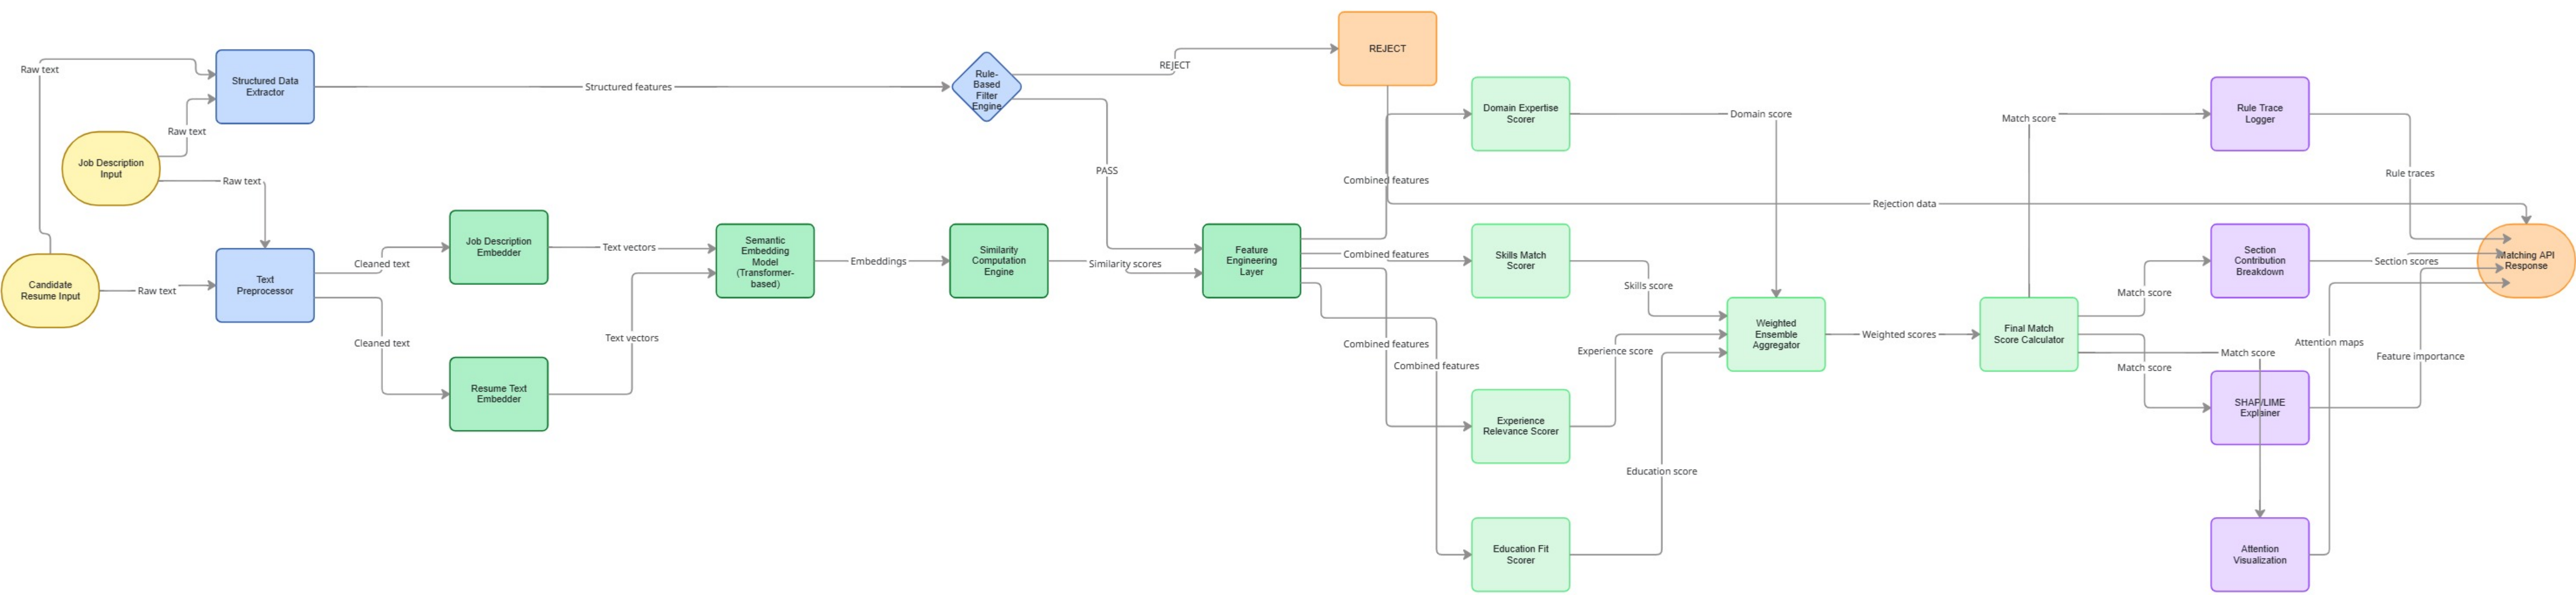 Raw text
Structured Data
Extractor
Raw text
Job Description
Input
Raw text
Candidate
Resume Input
Raw text
Text
Preprocessor
Structured features
Cleaned text
Cleaned text
Job Description
Embedder
Resume Text
Embedder
Text vectors
Text vectors
Semantic
Embedding
Model
(Transformer-
based)
Embeddings
Similarity
Computation
Engine
Rule-
Based
Filter
Engine
REJECT
PASS
Similarity scores
Feature
Engineering
Layer
REJECT
Combined features
Combined features
Combined features
Combined features
Domain Expertise
Scorer
Skills Match
Scorer
Experience
Relevance Scorer
Education Fit
Scorer
Domain score
Skills score
Experience score
Education score
Rejection data
Weighted
Ensemble
Aggregator
Weighted scores
Final Match
Score Calculator
Match score
Match score
Match score
Match score
Rule Trace
Logger
Section
Contribution
Breakdown
SHAP/LIME
Explainer
Attention
Visualization
Rule traces
Section scores
Attention maps
Feature importance
Matching API
Response